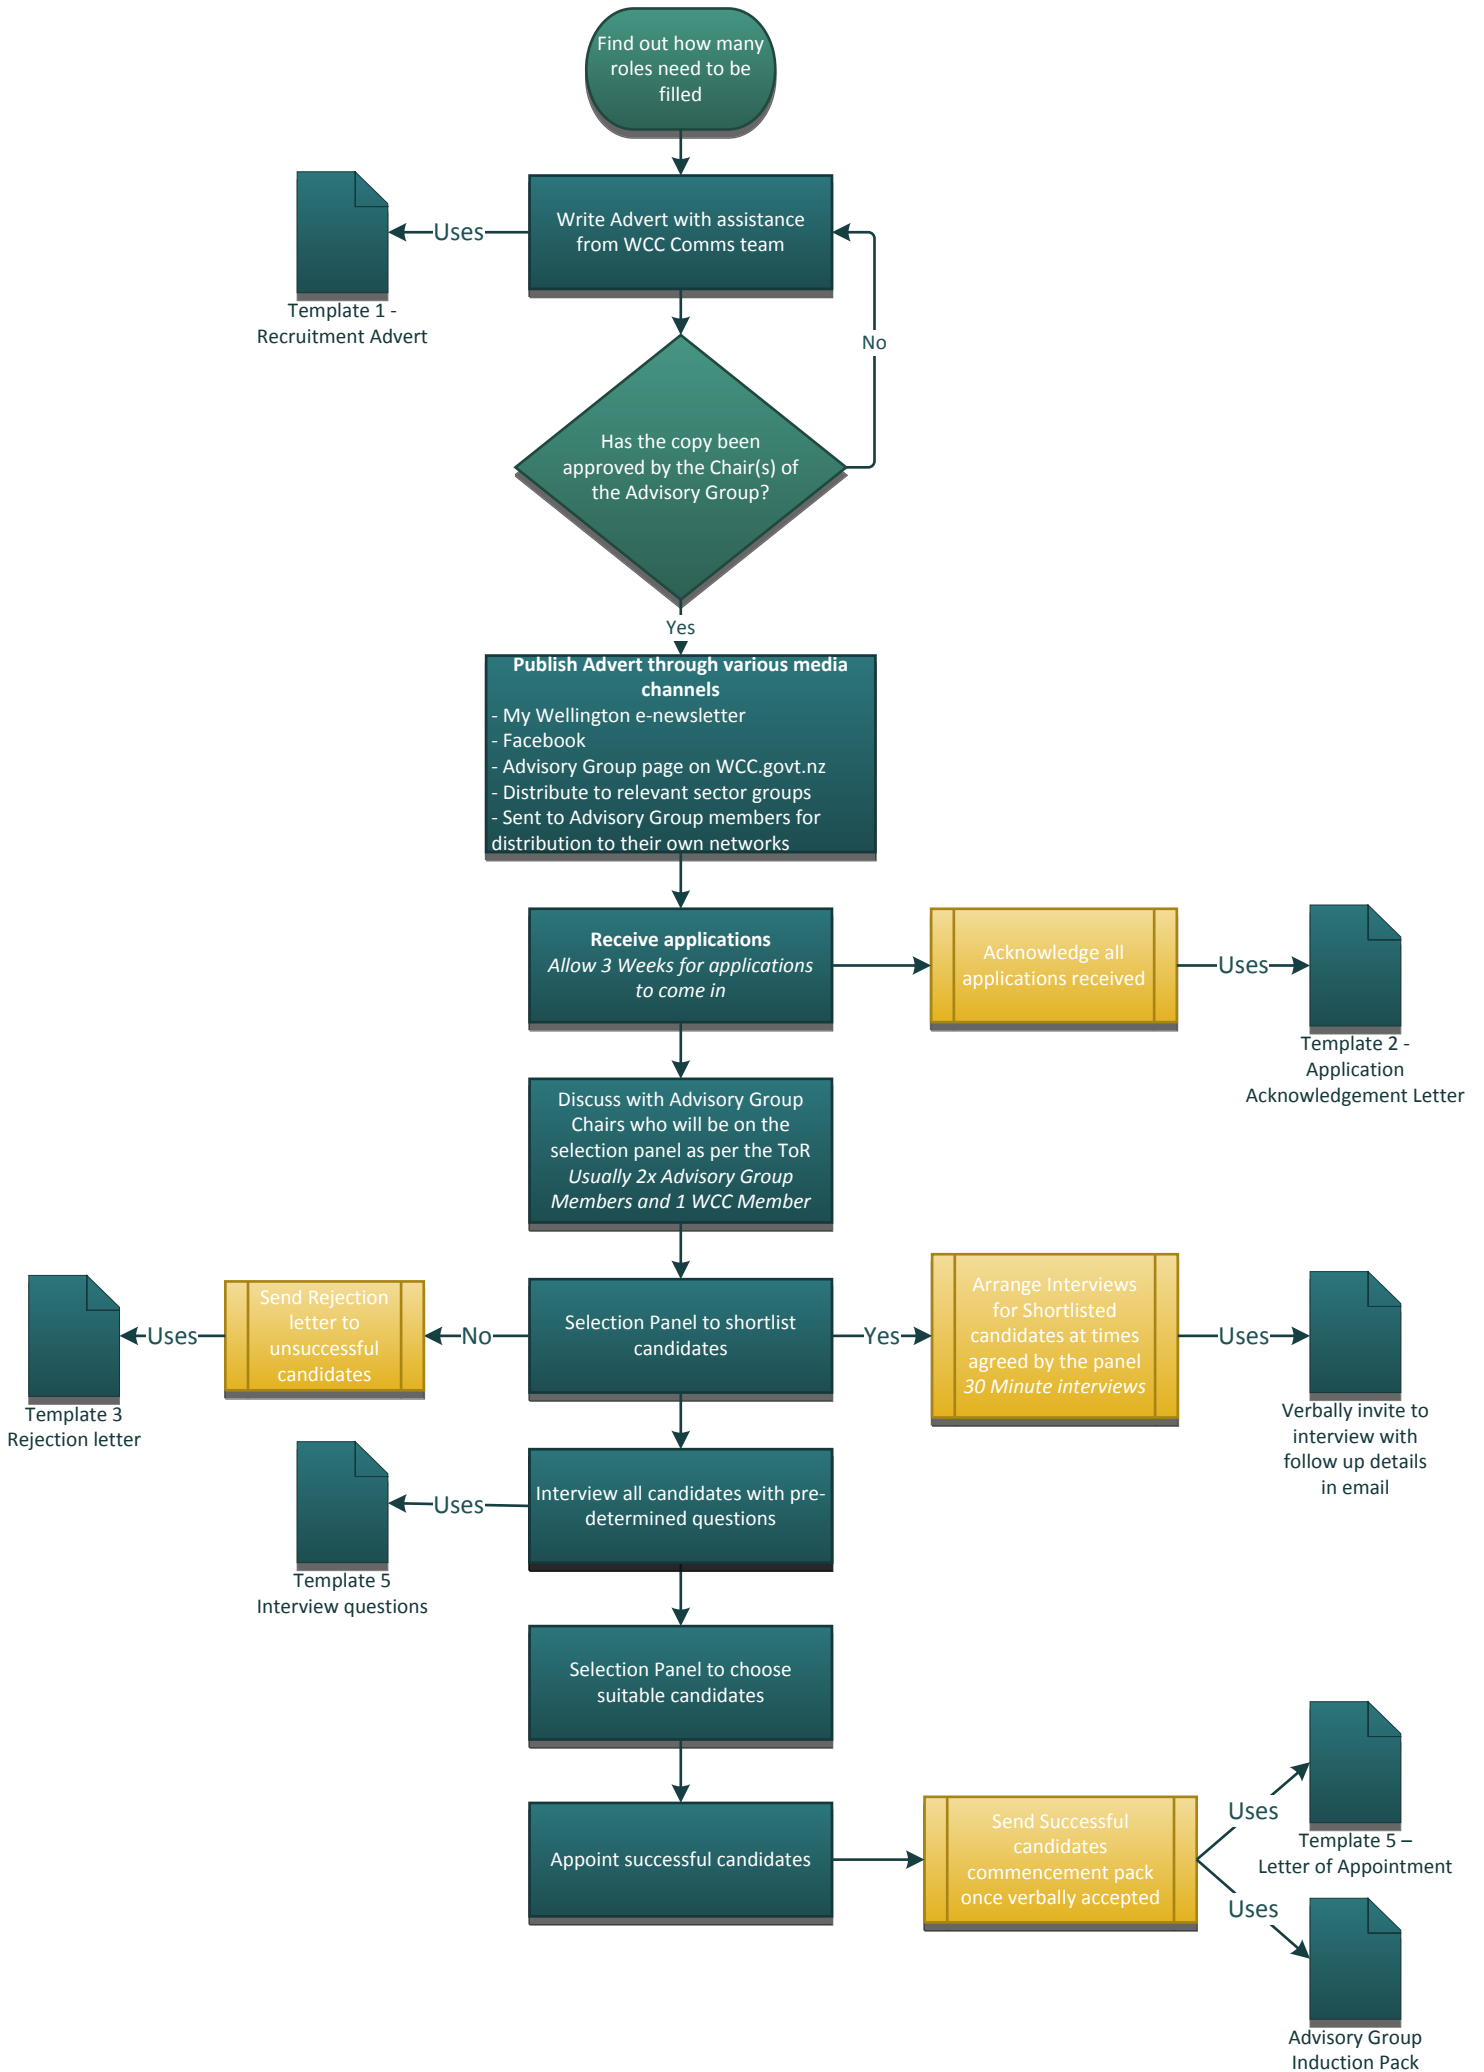 Find out how many
roles need to be
filled
Write Advert with assistance
from WCC Comms team
Uses
Template 1 -
Recruitment Advert
No
Has the copy been
approved by the Chair(s) of
the Advisory Group?
Yes
Publish Advert through various media
channels
- My Wellington e-newsletter
- Facebook
- Advisory Group page on WCC.govt.nz
- Distribute to relevant sector groups
- Sent to Advisory Group members for
distribution to their own networks
Receive applications
Allow 3 Weeks for applications
to come in
Acknowledge all
applications received
Uses
Template 2 -
Application
Acknowledgement Letter
Discuss with Advisory Group
Chairs who will be on the
selection panel as per the ToR
Usually 2x Advisory Group
Members and 1 WCC Member
Selection Panel to shortlist
candidates
No
Send Rejection
letter to
unsuccessful
candidates
Uses
Template 3
Rejection letter
Yes
Arrange Interviews
for Shortlisted
candidates at times
agreed by the panel
30 Minute interviews
Uses
Verbally invite to
interview with
follow up details
in email
Interview all candidates with pre-
determined questions
Uses
Template 5
Interview questions
Selection Panel to choose
suitable candidates
Appoint successful candidates
Send Successful
candidates
commencement pack
once verbally accepted
Uses
Template 5 –
Letter of Appointment
Uses
Advisory Group
Induction Pack